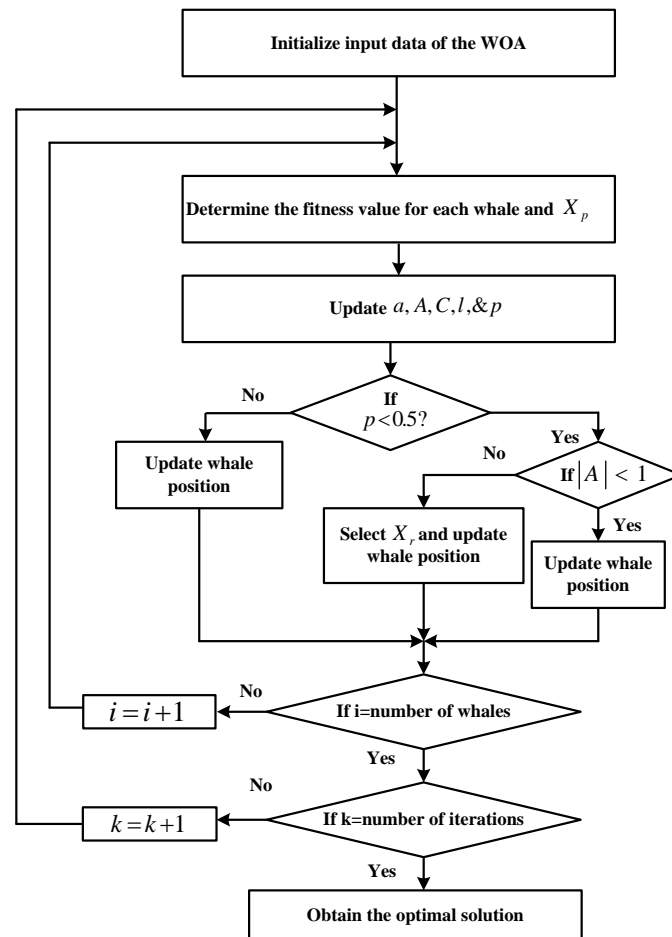 Initialize input data of the WOA
Determine the fitness value for each whale and X_p
Update a, A, C, l, & p
No
If
p<0.5?
Yes
Update whale
position
No
If |A| < 1
Select X_r and update
whale position
Yes
Update whale
position
No
i = i+1
If i=number of whales
Yes
No
k = k+1
If k=number of iterations
Yes
Obtain the optimal solution